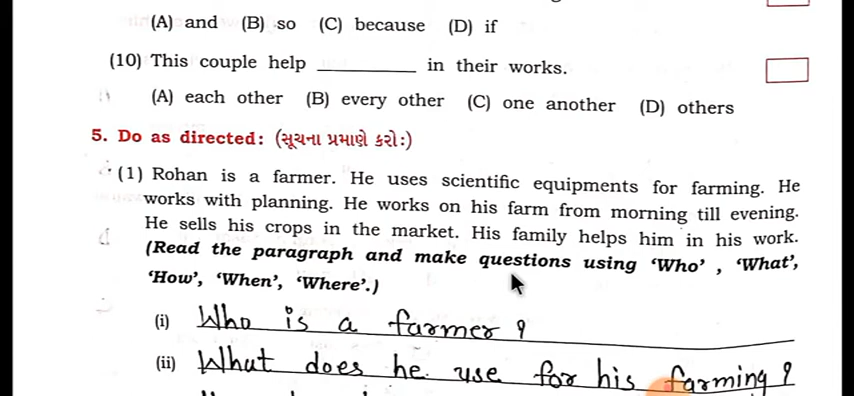 (A) and (B) so (C) because (D) if
(10) This couple help ________ in their works.
(A) each other (B) every other (C) one another (D) others
5. Do as directed: (સૂચના પ્રમાણે કરો:)
(1) Rohan is a farmer. He uses scientific equipments for farming. He
works with planning. He works on his farm from morning till evening.
He sells his crops in the market. His family helps him in his work.
(Read the paragraph and make questions using ‘Who’ , ‘What’,
‘How’, ‘When’, ‘Where’.)
(i) Who is a farmer ?
(ii) What does he use for his farming ?